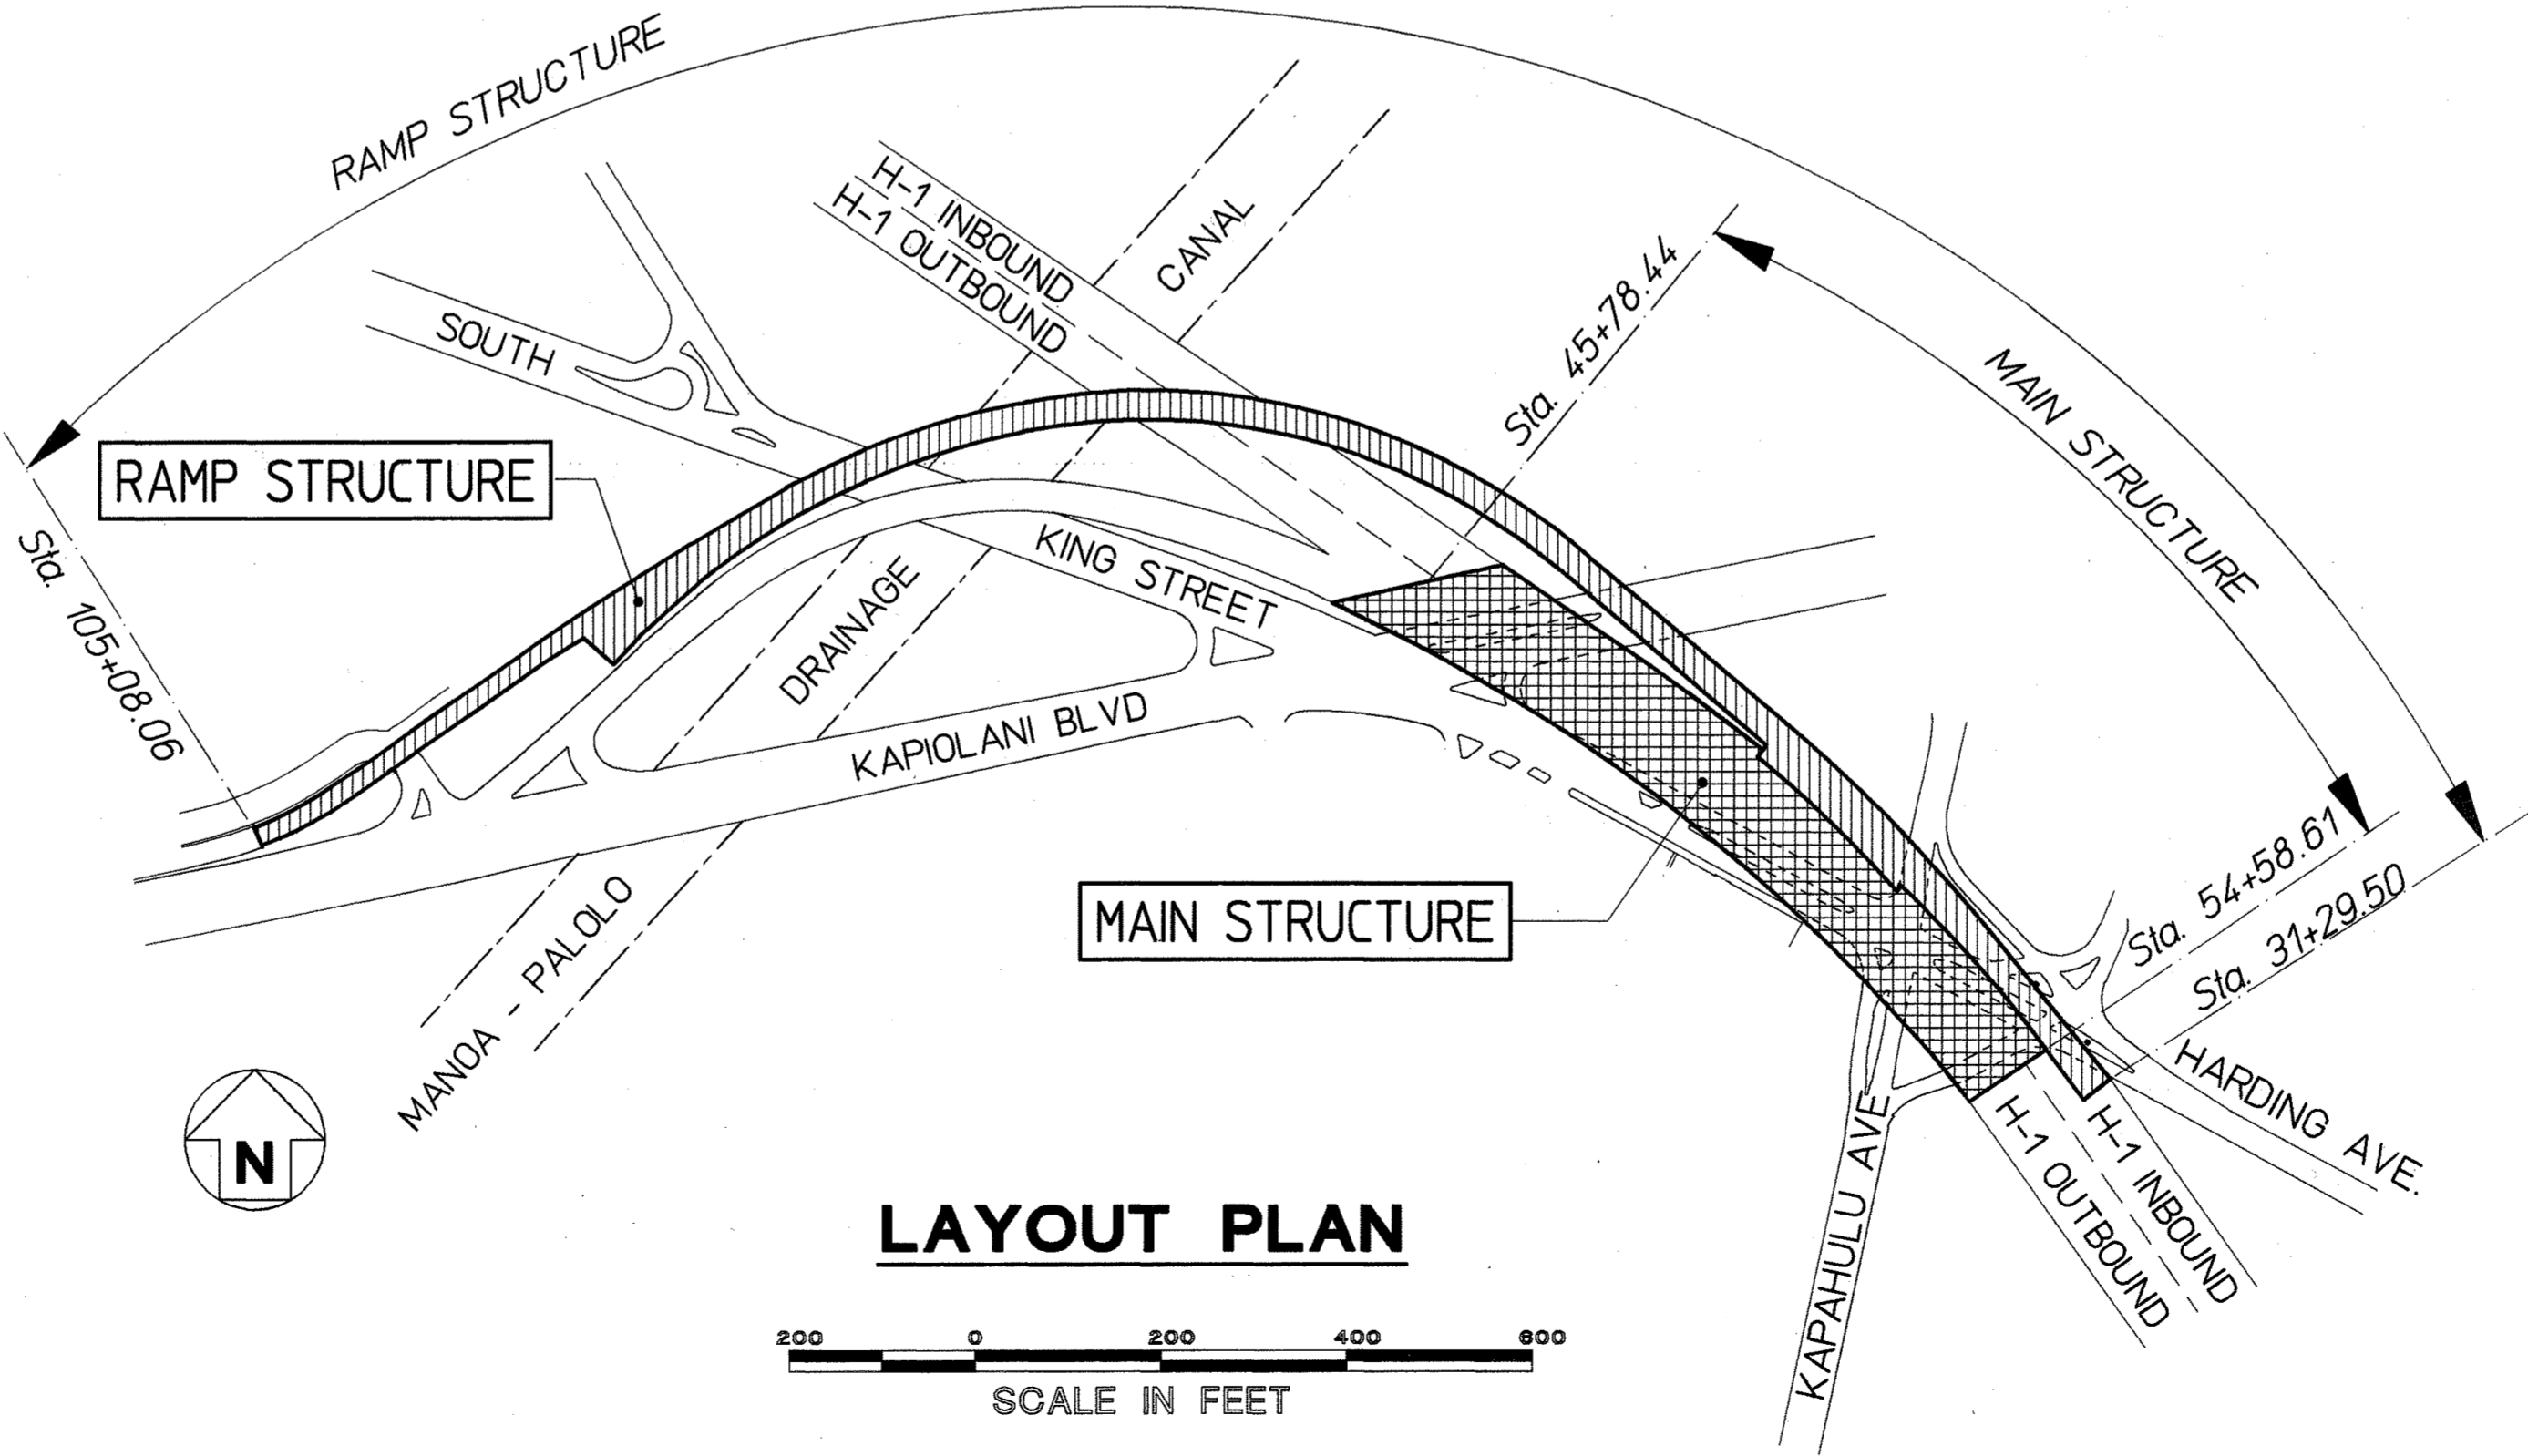 RAMP STRUCTURE
H-1 INBOUND
H-1 OUTBOUND
CANAL
SOUTH
Sta. 45+78.44
MAIN STRUCTURE
RAMP STRUCTURE
Sta. 105+08.06
KING STREET
DRAINAGE
KAPIOLANI BLVD
MANOA - PALOLO
MAIN STRUCTURE
Sta. 54+58.61
Sta. 31+29.50
HARDING AVE.
H-1 INBOUND
H-1 OUTBOUND
KAPAHULU AVE
N
LAYOUT PLAN
200 0 200 400 600
SCALE IN FEET